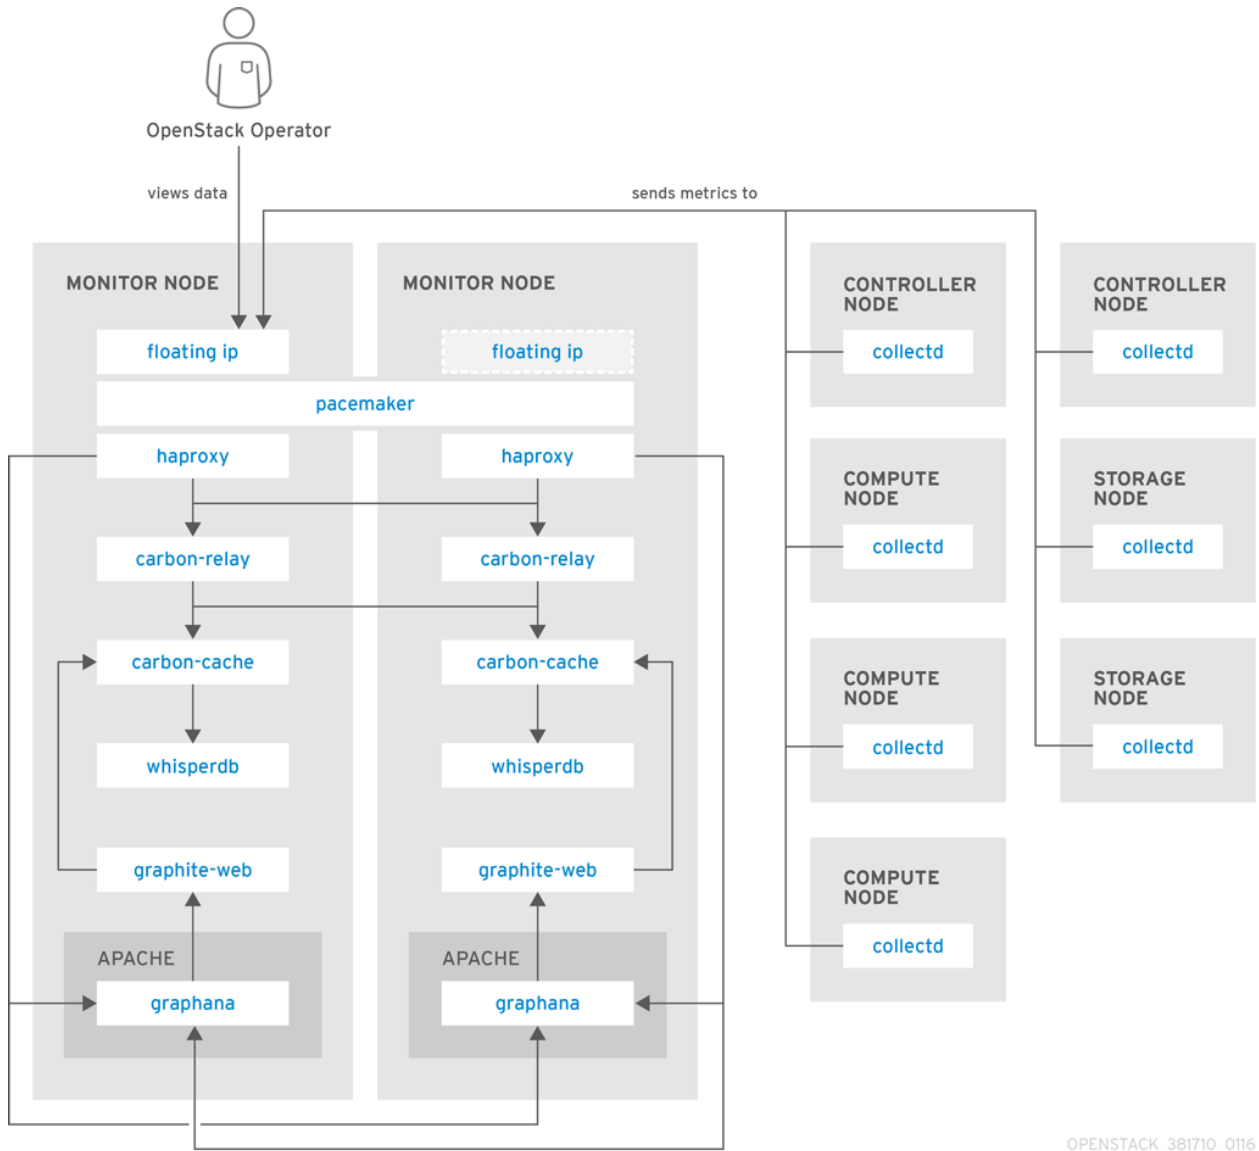 OpenStack Operator
views data
sends metrics to
MONITOR NODE
floating ip
MONITOR NODE
floating ip
pacemaker
haproxy
haproxy
carbon-relay
carbon-relay
carbon-cache
carbon-cache
whisperdb
whisperdb
graphite-web
graphite-web
APACHE
graphana
APACHE
graphana
CONTROLLER
NODE
collectd
CONTROLLER
NODE
collectd
COMPUTE
NODE
collectd
STORAGE
NODE
collectd
COMPUTE
NODE
collectd
STORAGE
NODE
collectd
COMPUTE
NODE
collectd
OPENSTACK_381710_0116